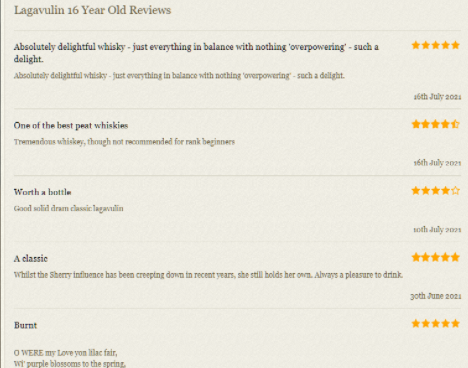 Lagavulin 16 Year Old Reviews
Absolutely delightful whisky - just everything in balance with nothing 'overpowering' - such a
delight.
Absolutely delightful whisky - just everything in balance with nothing 'overpowering' - such a delight.
16th July 2021
One of the best peat whiskies
Tremendous whiskey, though not recommended for rank beginners
16th July 2021
Worth a bottle
Good solid dram classic lagavulin
10th July 2021
A classic
Whilst the Sherry influence has been creeping down in recent years, she still holds her own. Always a pleasure to drink.
30th June 2021
Burnt
O WERE my Love yon lilac fair,
Wi' purple blossoms to the spring,